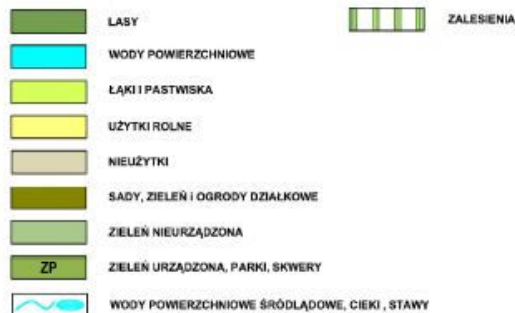 LASY
ZALESIENIA
WODY POWIERZCHNIOWE
ŁĄKI I PASTWISKA
UŻYTKI ROLNE
NIEUŻYTKI
SADY, ZIELEŃ i OGRODY DZIAŁKOWE
ZIELEŃ NIEURZĄDZONA
ZP ZIELEŃ URZĄDZONA, PARKI, SKWERY
WODY POWIERZCHNIOWE ŚRÓDLĄDOWE, CIEKI , STAWY